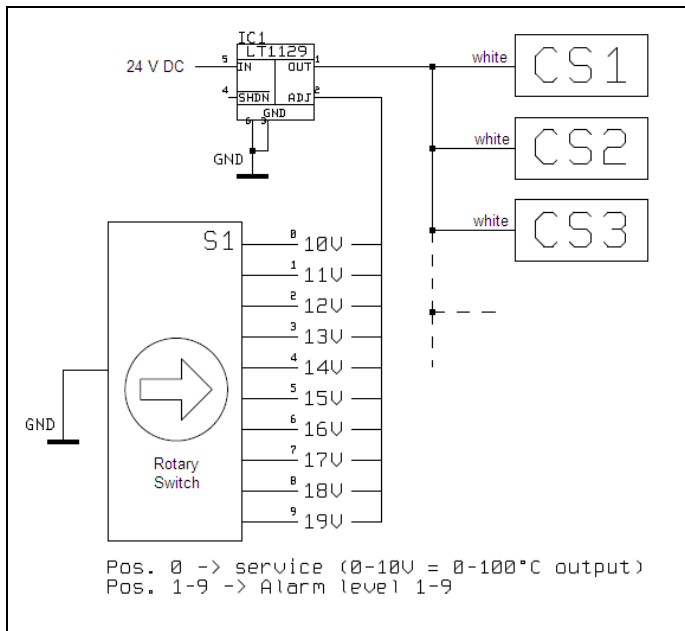 IC1
LT1129
24 V DC
5 IN OUT 1
4 SHDN ADJ 2
GND
6 3
GND
white CS1
white CS2
white CS3
S1
0 10V
1 11V
2 12V
3 13V
4 14V
5 15V
6 16V
7 17V
8 18V
9 19V
GND
Rotary
Switch
Pos. 0 -> service (0-10V = 0-100°C output)
Pos. 1-9 -> Alarm level 1-9